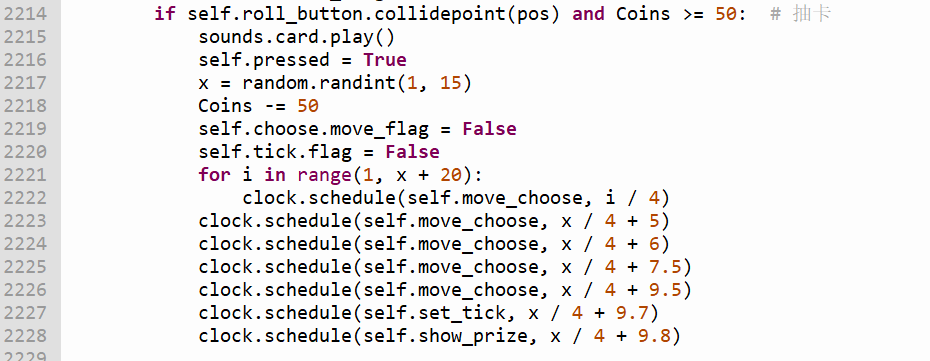 2214 if self.roll_button.collidepoint(pos) and Coins >= 50:  # 抽卡
2215 sounds.card.play()
2216 self.pressed = True
2217 x = random.randint(1, 15)
2218 Coins -= 50
2219 self.choose.move_flag = False
2220 self.tick.flag = False
2221 for i in range(1, x + 20):
2222 clock.schedule(self.move_choose, i / 4)
2223 clock.schedule(self.move_choose, x / 4 + 5)
2224 clock.schedule(self.move_choose, x / 4 + 6)
2225 clock.schedule(self.move_choose, x / 4 + 7.5)
2226 clock.schedule(self.move_choose, x / 4 + 9.5)
2227 clock.schedule(self.set_tick, x / 4 + 9.7)
2228 clock.schedule(self.show_prize, x / 4 + 9.8)
2229